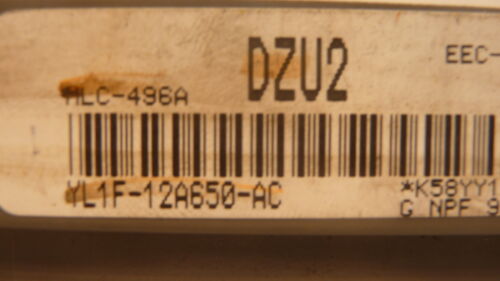 DZU2
EEC-
MLC-496A
YL1F-12A650-AC
*K58YY1
G NPF 9